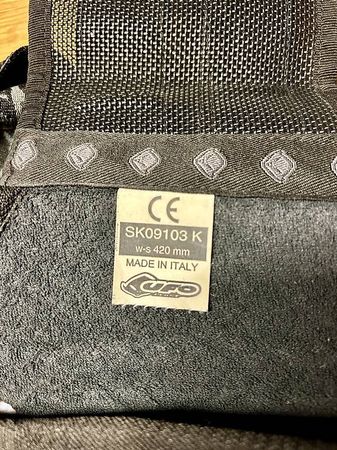 CE
SK09103 K
w-s 420 mm
MADE IN ITALY
UFO